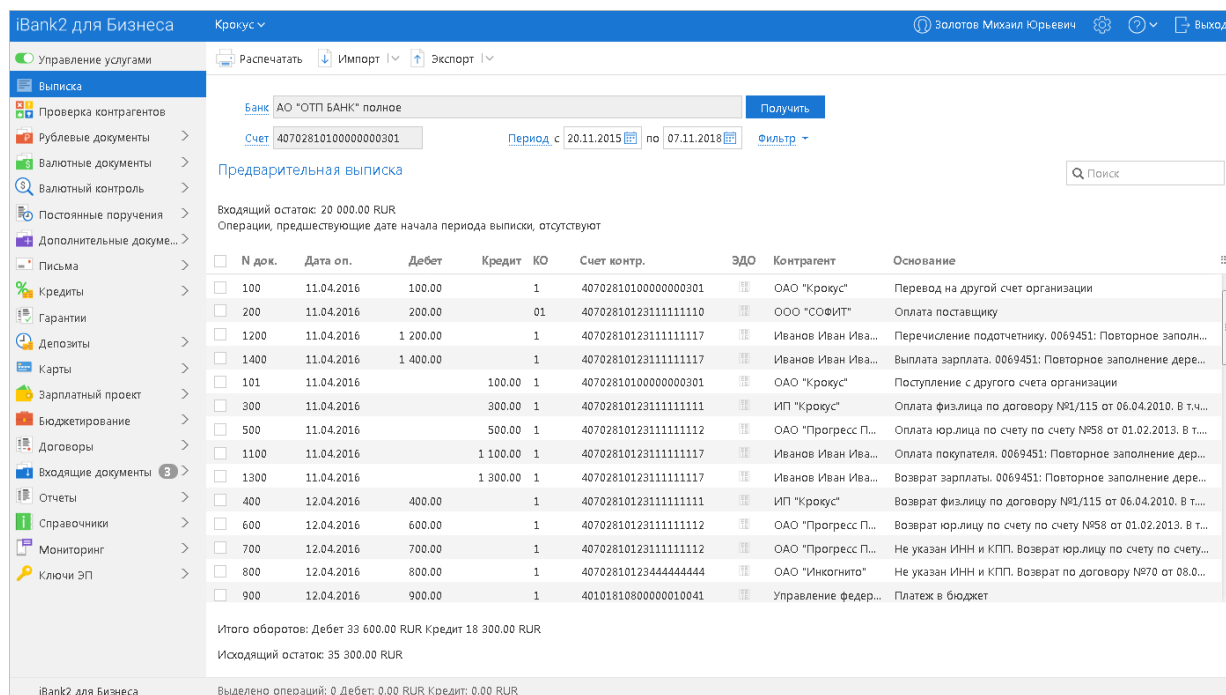 iBank2 для Бизнеса Крокус Золотов Михаил Юрьевич ? Выход
Управление услугами
Выписка
Проверка контрагентов
Рублевые документы
Валютные документы
Валютный контроль
Постоянные поручения
Дополнительные докуме...
Письма
Кредиты
Гарантии
Депозиты
Карты
Зарплатный проект
Бюджетирование
Договоры
Входящие документы 3
Отчеты
Справочники
Мониторинг
Ключи ЭП
Распечатать Импорт Экспорт
Банк АО "ОТП БАНК" полное Получить
Счет 40702810100000000301 Период с 20.11.2015 по 07.11.2018 Фильтр
Предварительная выписка Поиск
Входящий остаток: 20 000.00 RUR
Операции, предшествующие дате начала периода выписки, отсутствуют
N док. Дата оп. Дебет Кредит КО Счет контр. ЭДО Контрагент Основание
100 11.04.2016 100.00 1 40702810100000000301 ОАО "Крокус" Перевод на другой счет организации
200 11.04.2016 200.00 01 40702810123111111110 ООО "СОФИТ" Оплата поставщику
1200 11.04.2016 1 200.00 1 40702810123111111117 Иванов Иван Ива... Перечисление подотчетнику. 0069451: Повторное заполн...
1400 11.04.2016 1 400.00 1 40702810123111111117 Иванов Иван Ива... Выплата зарплата. 0069451: Повторное заполнение дере...
101 11.04.2016 100.00 1 40702810100000000301 ОАО "Крокус" Поступление с другого счета организации
300 11.04.2016 300.00 1 40702810123111111111 ИП "Крокус" Оплата физ.лица по договору №1/115 от 06.04.2010. В т.ч...
500 11.04.2016 500.00 1 40702810123111111112 ОАО "Прогресс П... Оплата юр.лица по счету по счету №58 от 01.02.2013. В т....
1100 11.04.2016 1 100.00 1 40702810123111111117 Иванов Иван Ива... Оплата покупателя. 0069451: Повторное заполнение дер...
1300 11.04.2016 1 300.00 1 40702810123111111117 Иванов Иван Ива... Возврат зарплаты. 0069451: Повторное заполнение дере...
400 12.04.2016 400.00 1 40702810123111111111 ИП "Крокус" Возврат физ.лицу по договору №1/115 от 06.04.2010. В т....
600 12.04.2016 600.00 1 40702810123111111112 ОАО "Прогресс П... Возврат юр.лицу по счету по счету №58 от 01.02.2013. В т...
700 12.04.2016 700.00 1 40702810123111111112 ОАО "Прогресс П... Не указан ИНН и КПП. Возврат юр.лицу по счету по счету...
800 12.04.2016 800.00 1 40702810123444444444 ОАО "Инкогнито" Не указан ИНН и КПП. Возврат по договору №70 от 08.0...
900 12.04.2016 900.00 1 40101810800000010041 Управление федер... Платеж в бюджет
Итого оборотов: Дебет 33 600.00 RUR Кредит 18 300.00 RUR
Исходящий остаток: 35 300.00 RUR
iBank2 для Бизнеса Выделено операций: 0 Дебет: 0.00 RUR Кредит: 0.00 RUR